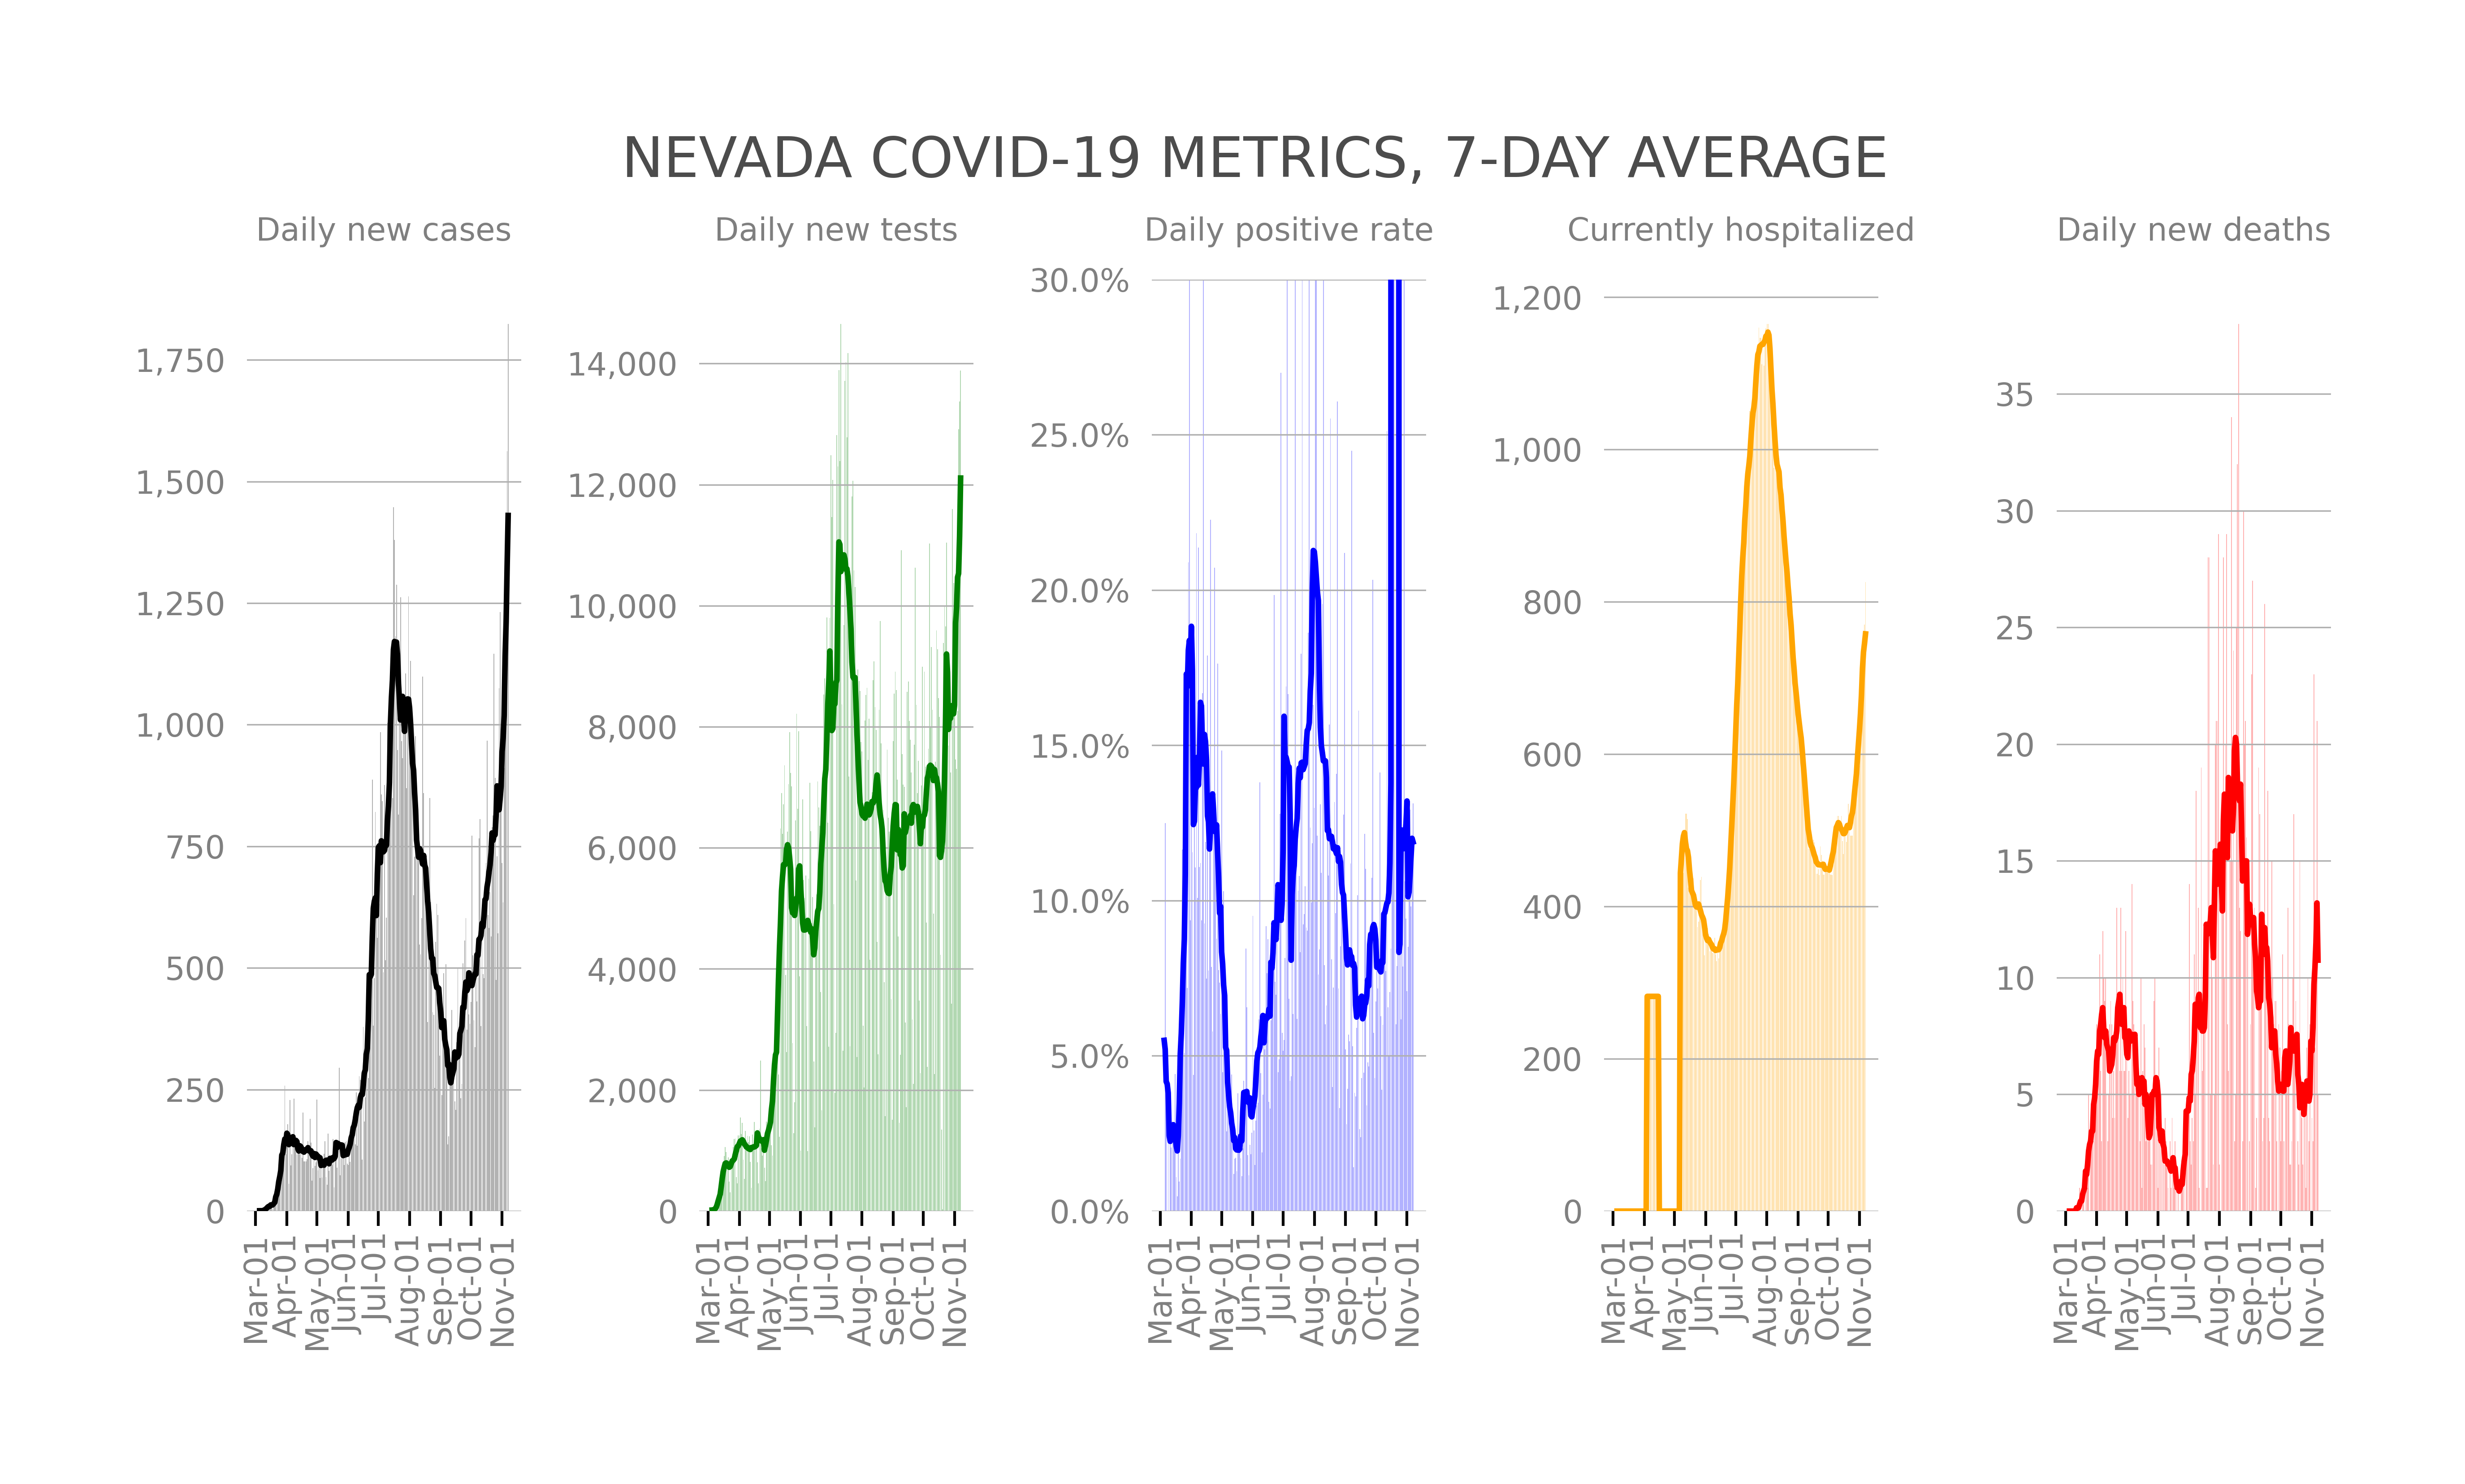 NEVADA COVID-19 METRICS, 7-DAY AVERAGE
Daily new cases
1,750
1,500
1,250
1,000
750
500
250
0
Mar-01
Apr-01
May-01
Jun-01
Jul-01
Aug-01
Sep-01
Oct-01
Nov-01
Daily new tests
14,000
12,000
10,000
8,000
6,000
4,000
2,000
0
Mar-01
Apr-01
May-01
Jun-01
Jul-01
Aug-01
Sep-01
Oct-01
Nov-01
Daily positive rate
30.0%
25.0%
20.0%
15.0%
10.0%
5.0%
0.0%
Mar-01
Apr-01
May-01
Jun-01
Jul-01
Aug-01
Sep-01
Oct-01
Nov-01
Currently hospitalized
1,200
1,000
800
600
400
200
0
Mar-01
Apr-01
May-01
Jun-01
Jul-01
Aug-01
Sep-01
Oct-01
Nov-01
Daily new deaths
35
30
25
20
15
10
5
0
Mar-01
Apr-01
May-01
Jun-01
Jul-01
Aug-01
Sep-01
Oct-01
Nov-01